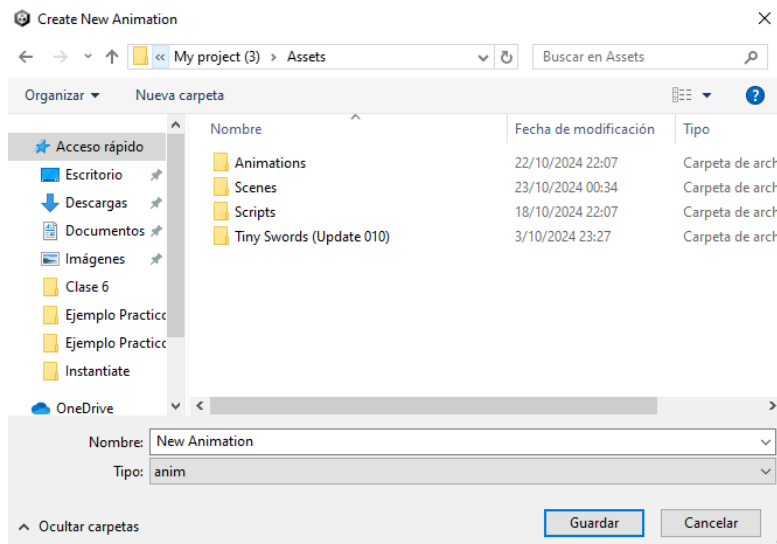 Create New Animation
« My project (3) > Assets
Buscar en Assets
Organizar
Nueva carpeta
Nombre Fecha de modificación Tipo
Acceso rápido
Escritorio
Descargas
Documentos
Imágenes
Clase 6
Ejemplo Practicc
Ejemplo Practicc
Instantiate
OneDrive
Animations 22/10/2024 22:07 Carpeta de arch
Scenes 23/10/2024 00:34 Carpeta de arch
Scripts 18/10/2024 22:07 Carpeta de arch
Tiny Swords (Update 010) 3/10/2024 23:27 Carpeta de arch
Nombre: New Animation
Tipo: anim
Ocultar carpetas
Guardar
Cancelar